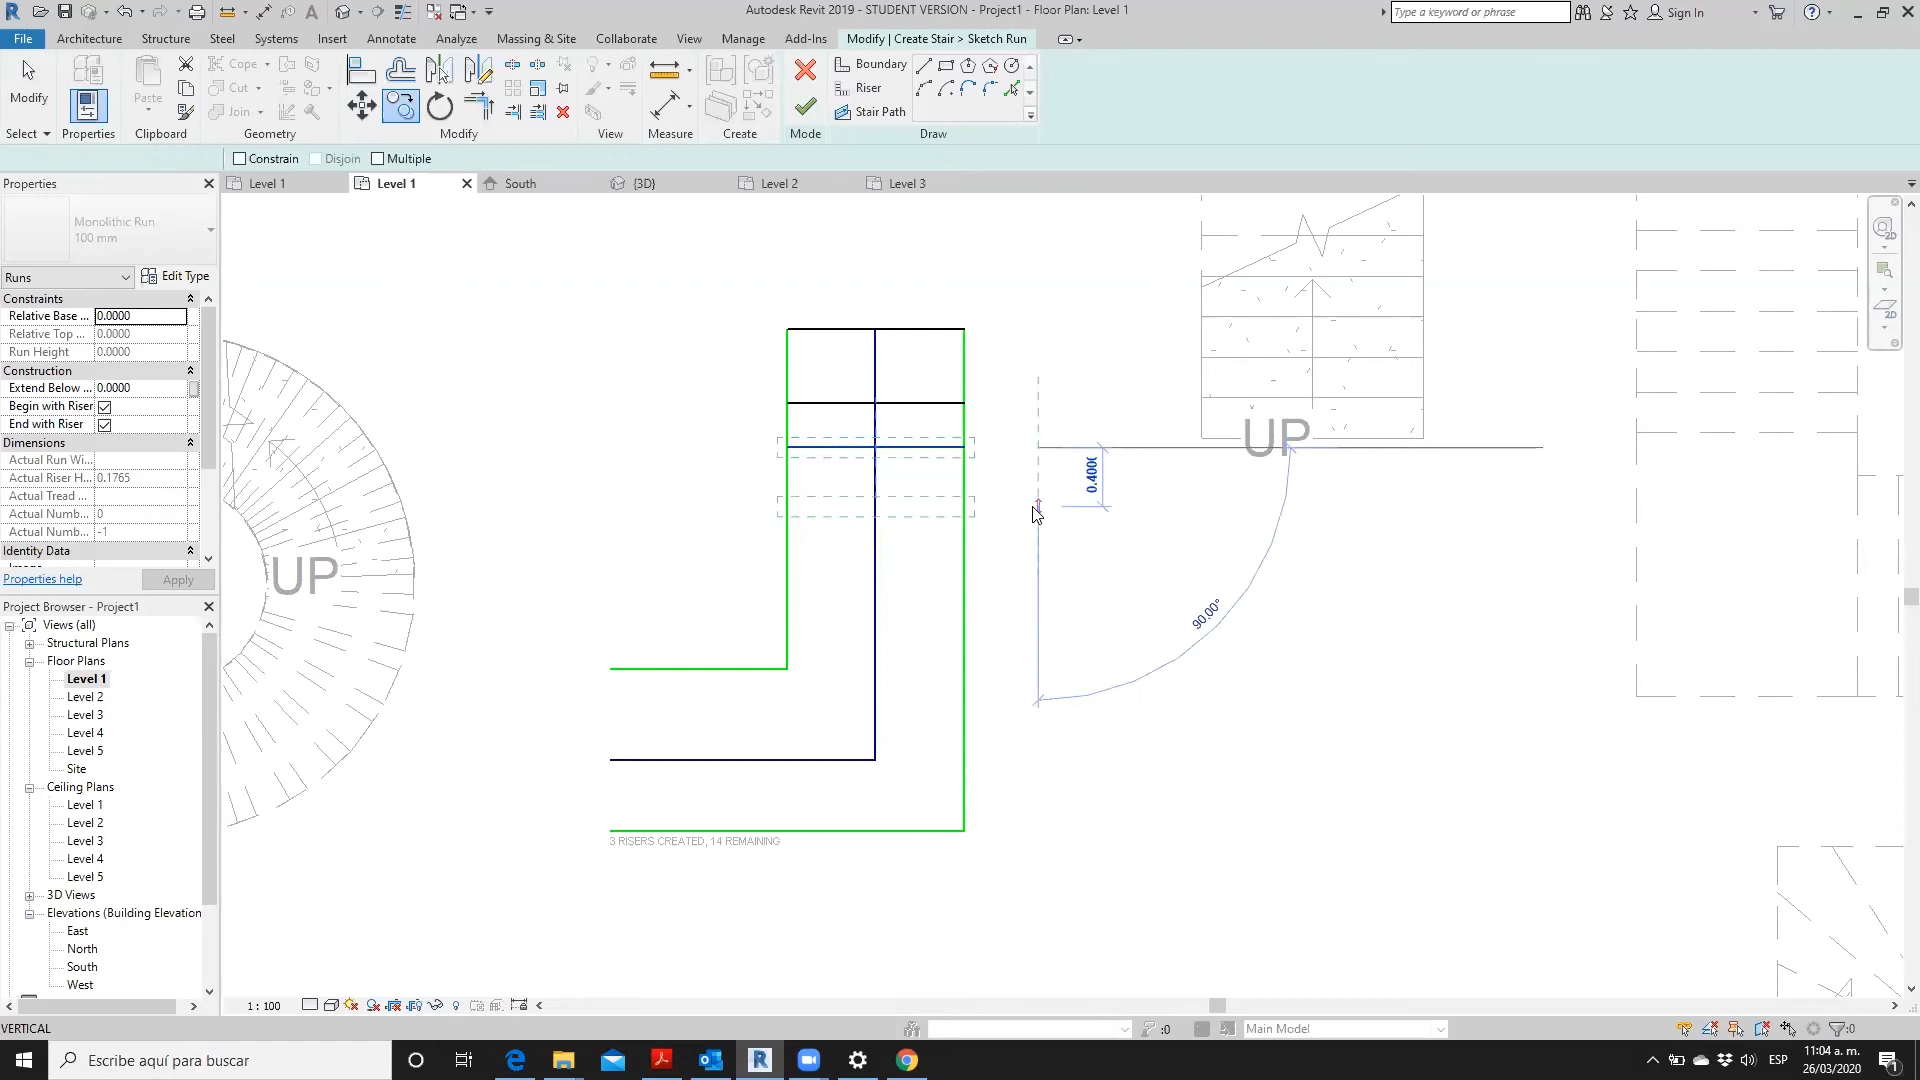 Autodesk Revit 2019 - STUDENT VERSION - Project1 - Floor Plan: Level 1
Type a keyword or phrase
Sign In
File Architecture Structure Steel Systems Insert Annotate Analyze Massing & Site Collaborate View Manage Add-Ins Modify | Create Stair > Sketch Run
Modify
Paste
Cope
Cut
Join
Boundary
Riser
Stair Path
Select Properties Clipboard Geometry Modify View Measure Create Mode Draw
Constrain Disjoin Multiple
Properties
Level 1 Level 1 South {3D} Level 2 Level 3
Monolithic Run
100 mm
Runs Edit Type
Constraints
Relative Base ... 0.0000
Relative Top ... 0.0000
Run Height 0.0000
Construction
Extend Below ... 0.0000
Begin with Riser
End with Riser
Dimensions
Actual Run Wi...
Actual Riser H... 0.1765
Actual Tread ...
Actual Numb... 0
Actual Numb... -1
Identity Data
Properties help Apply
Project Browser - Project1
Views (all)
Structural Plans
Floor Plans
Level 1
Level 2
Level 3
Level 4
Level 5
Site
Ceiling Plans
Level 1
Level 2
Level 3
Level 4
Level 5
3D Views
Elevations (Building Elevation
East
North
South
West
UP
UP
0.400
90.00°
3 RISERS CREATED, 14 REMAINING
2D
2D
1 : 100
VERTICAL
:0
Main Model
:0
Escribe aquí para buscar
ESP
11:04 a. m.
26/03/2020
1